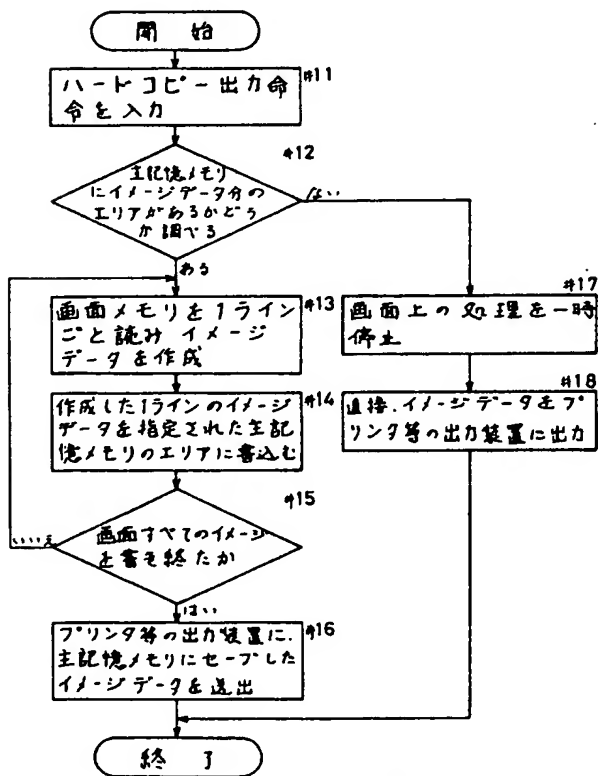 開始
#11
ハードコピー出力命
令を入力
#12
主記憶メモリ
にイメージデータ分の
エリアがあるかどう
か調べる
ない
ある
#13
画面メモリを1ライン
ごと読み イメージ
データを作成
#14
作成した1ラインのイメージ
データを指定された主記
憶メモリのエリアに書込む
#15
画面すべてのイメージ
を書き終たか
いいえ
はい
#16
プリンタ等の出力装置に、
主記憶メモリにセーブした
イメージデータを送出
#17
画面上の処理を一時
停止
#18
直接、イメージデータをプ
リンタ等の出力装置に出力
終了